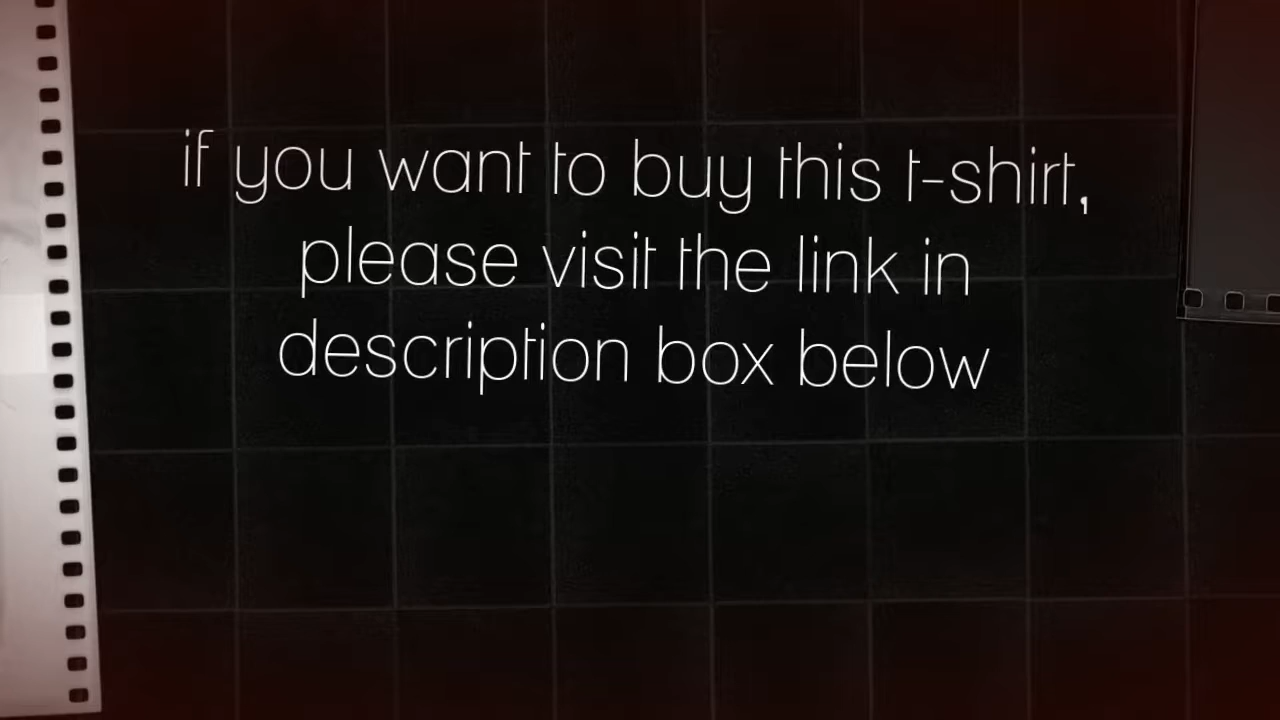 if you want to buy this t-shirt,
please visit the link in
description box below